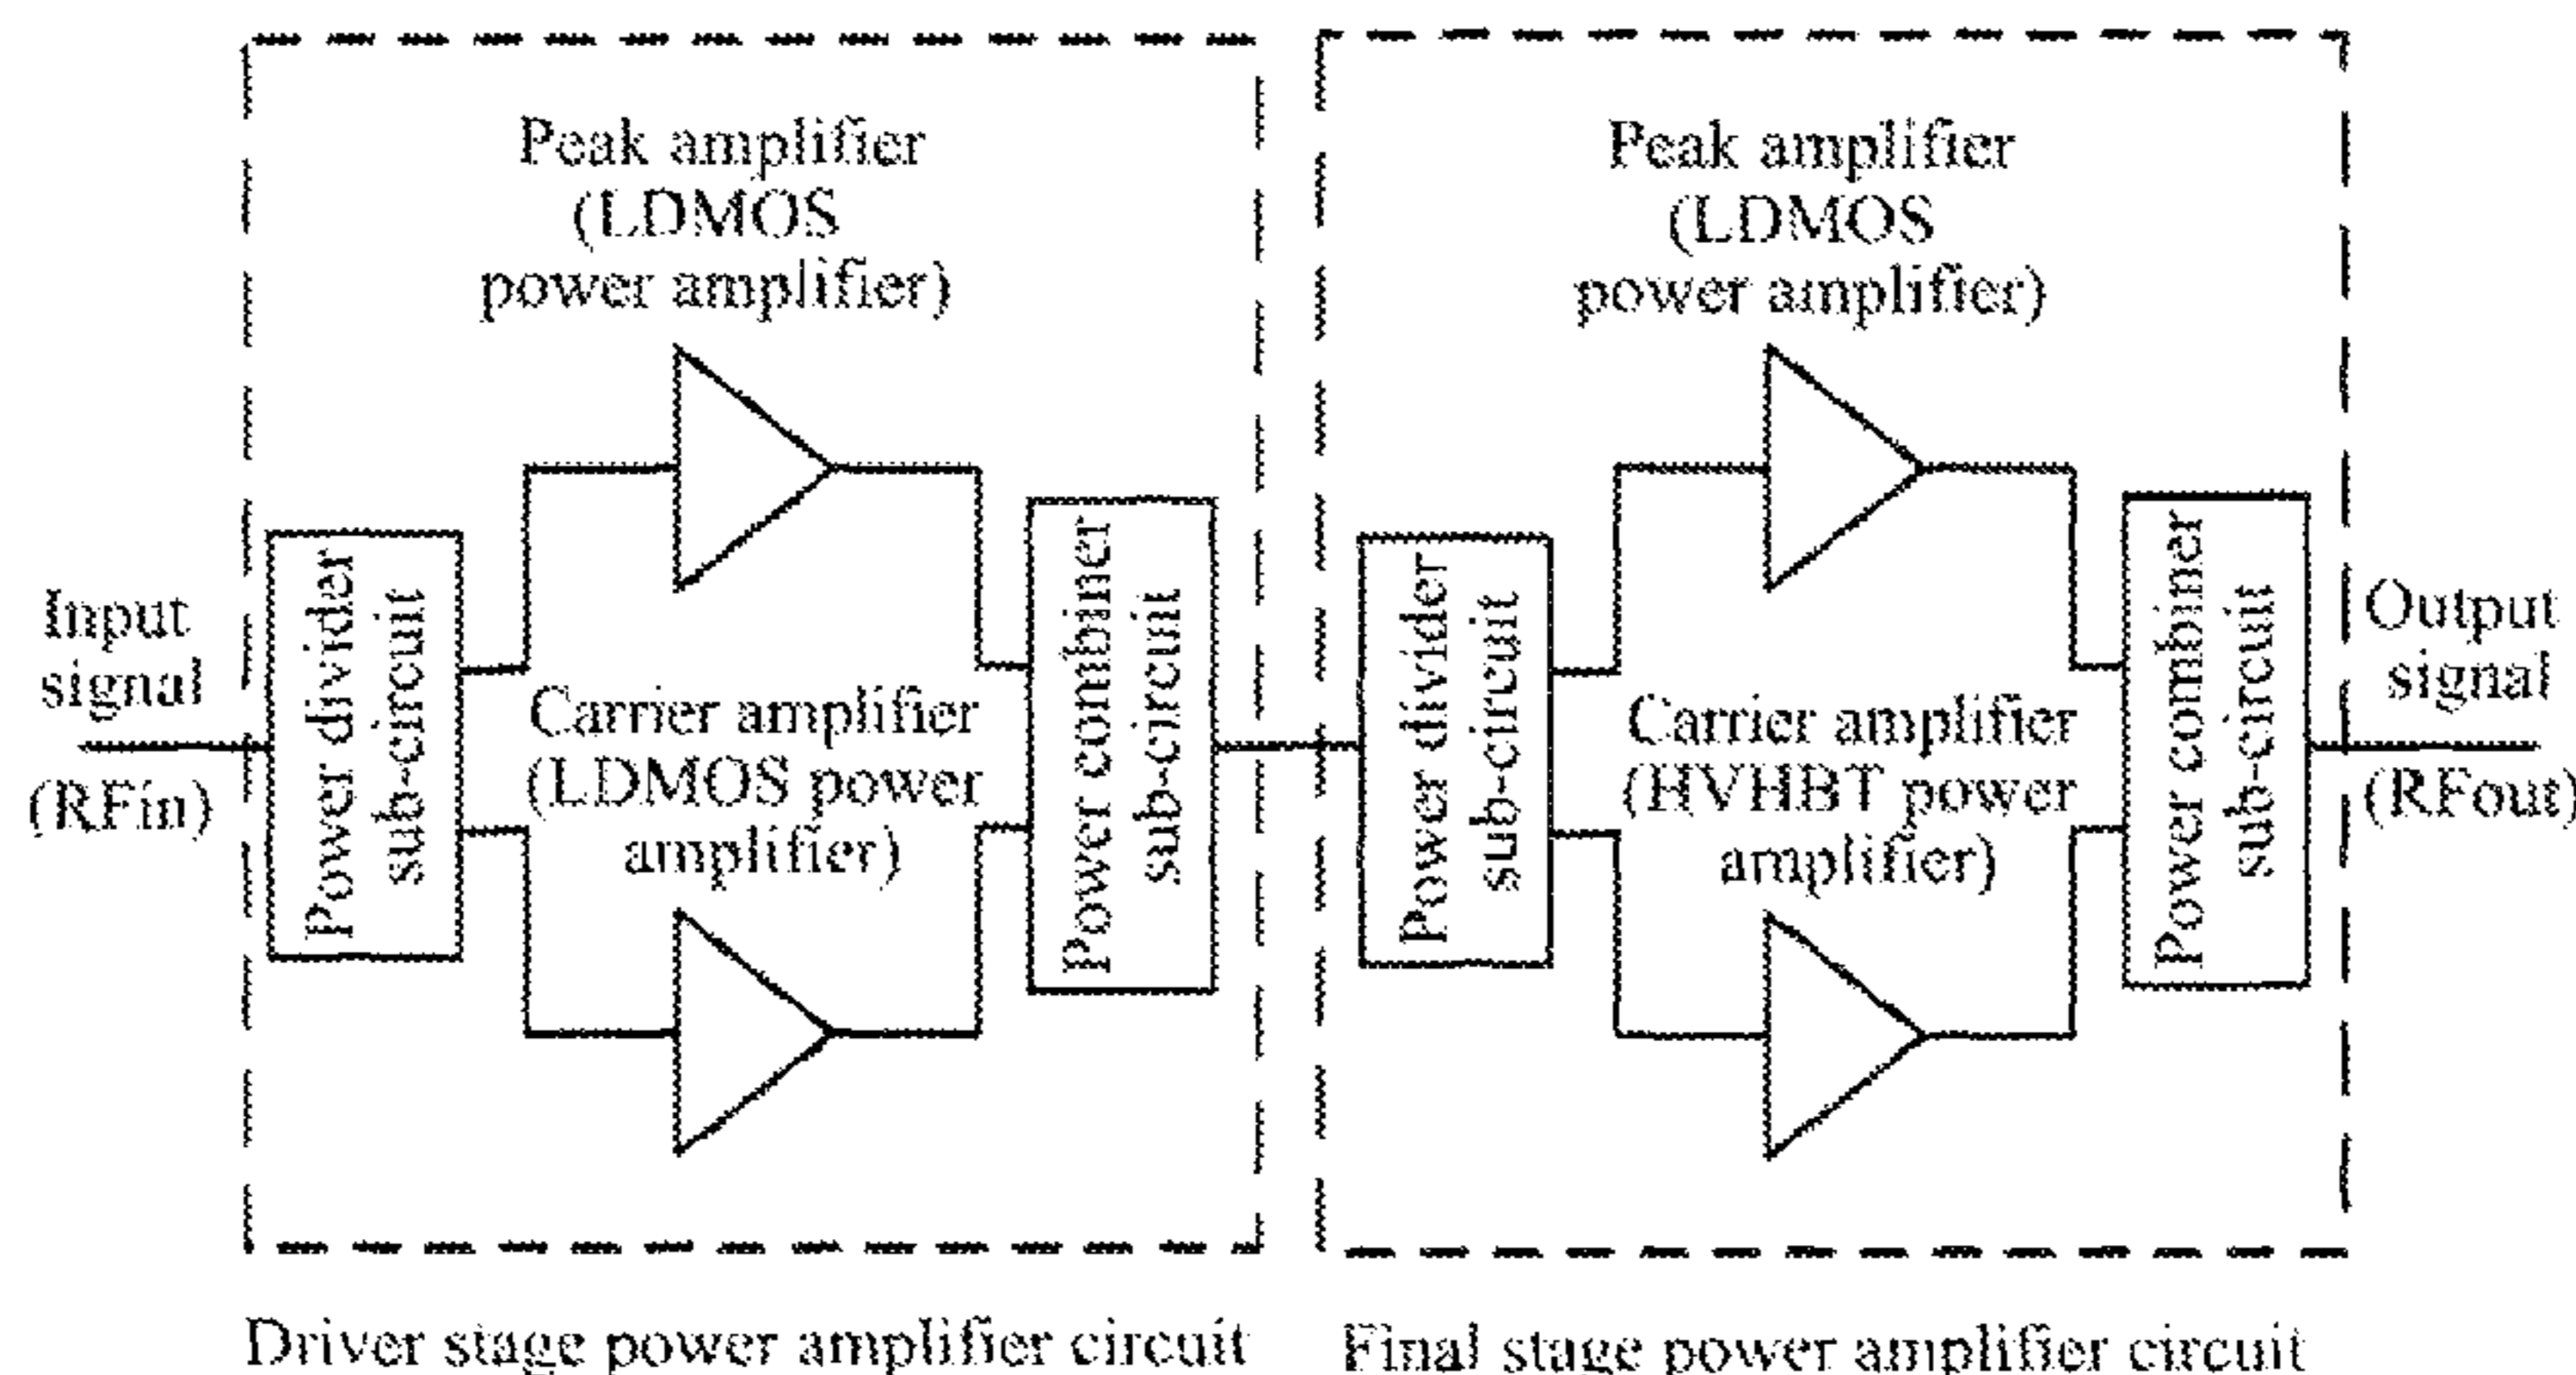 Peak amplifier
(LDMOS
power amplifier)
Peak amplifier
(LDMOS
power amplifier)
Input
signal
(RFin)
Power divider
sub-circuit
Carrier amplifier
(LDMOS power
amplifier)
Power combiner
sub-circuit
Power divider
sub-circuit
Carrier amplifier
(HVHBT power
amplifier)
Power combiner
sub-circuit
Output
signal
(RFout)
Driver stage power amplifier circuit
Final stage power amplifier circuit